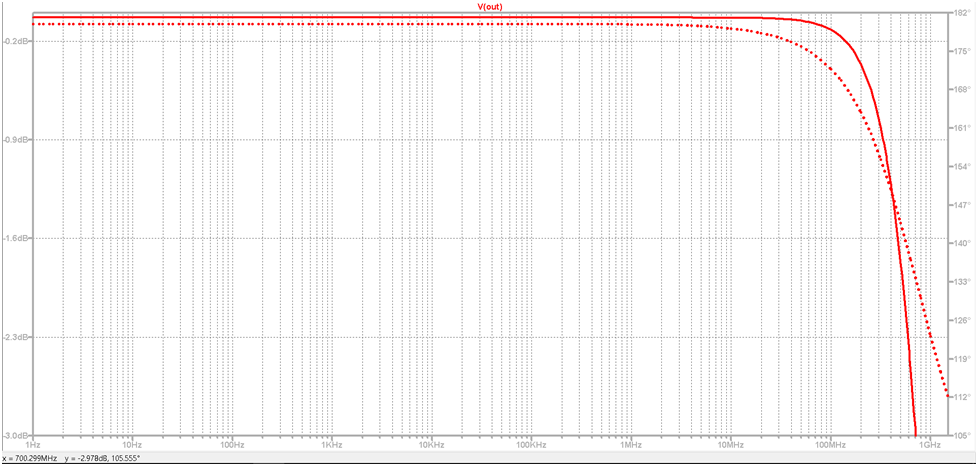 V(out)
182°
-0.2dB
175°
168°
161°
-0.9dB
154°
147°
-1.6dB
140°
133°
126°
-2.3dB
119°
112°
-3.0dB
105°
1Hz 10Hz 100Hz 1KHz 10KHz 100KHz 1MHz 10MHz 100MHz 1GHz
x = 700.299MHz y = -2.978dB, 105.555°